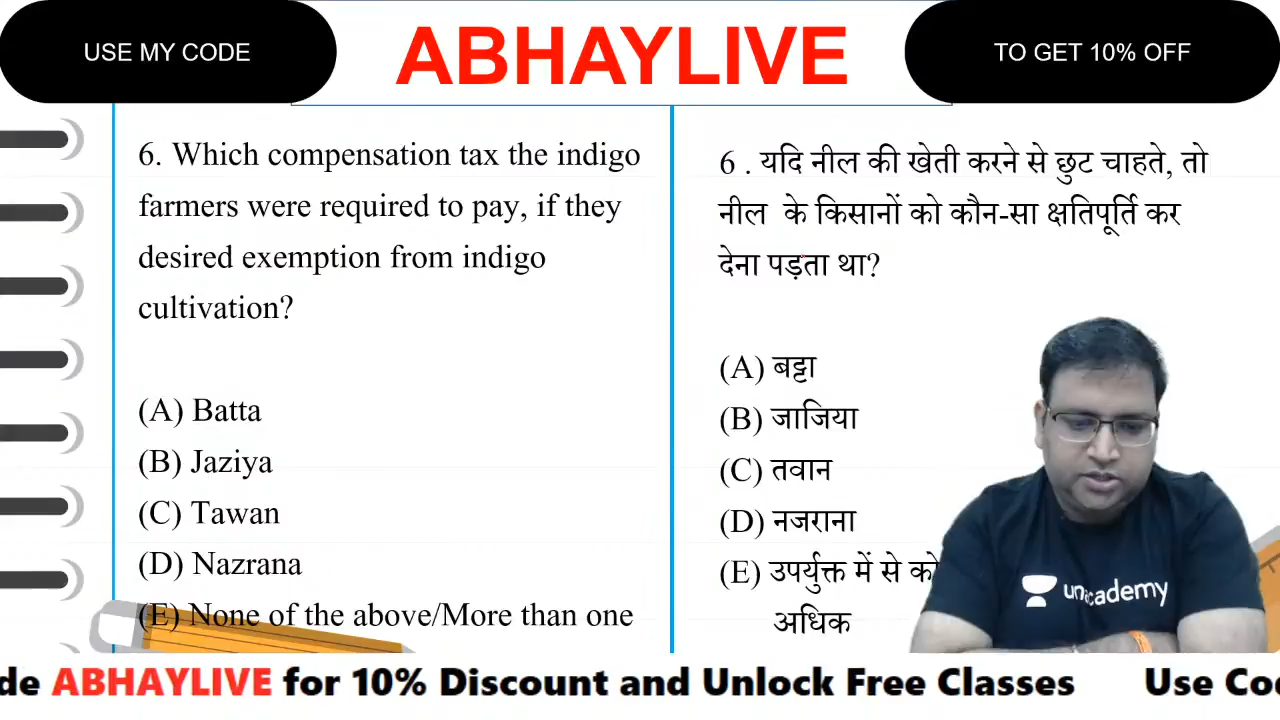 USE MY CODE
ABHAYLIVE
TO GET 10% OFF
6. Which compensation tax the indigo
farmers were required to pay, if they
desired exemption from indigo
cultivation?
(A) Batta
(B) Jaziya
(C) Tawan
(D) Nazrana
(E) None of the above/More than one
6 . यदि नील की खेती करने से छुट चाहते, तो
नील के किसानों को कौन-सा क्षतिपूर्ति कर
देना पड़ता था?
(A) बट्टा
(B) जाजिया
(C) तवान
(D) नजराना
(E) उपर्युक्त में से को
अधिक
unacademy
de ABHAYLIVE for 10% Discount and Unlock Free Classes Use Co